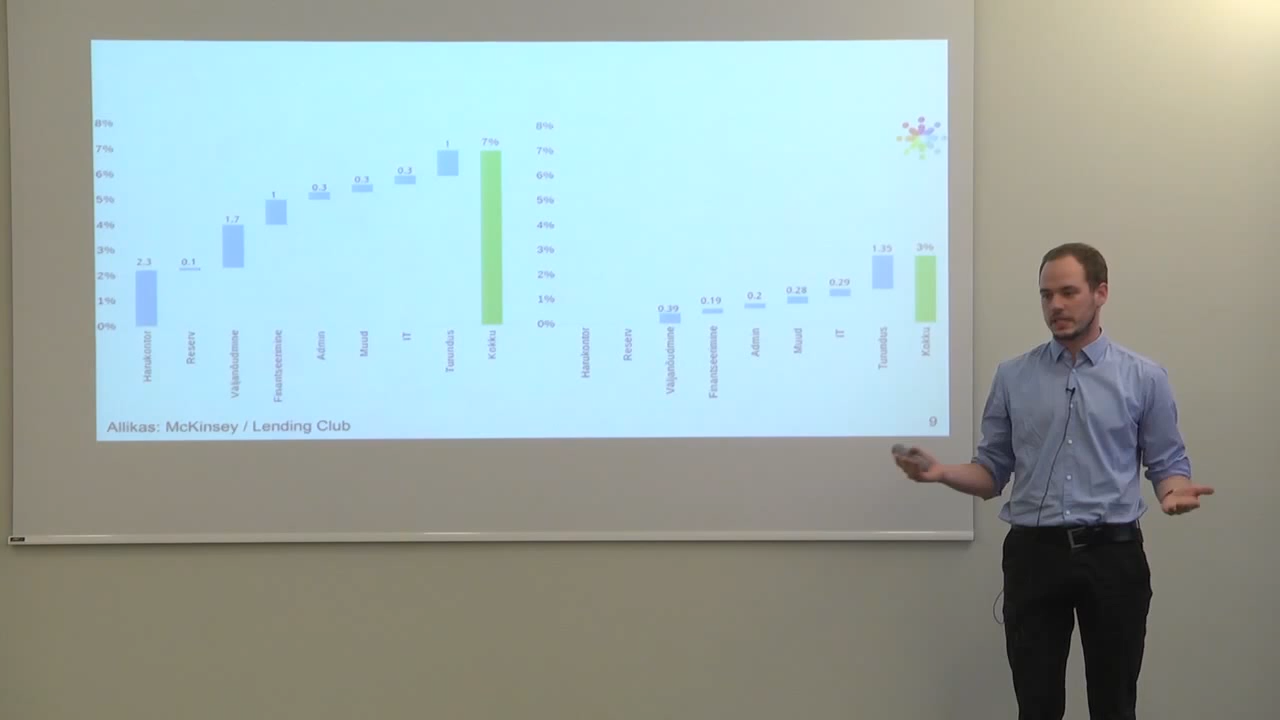 8%
7%
6%
5%
4%
3%
2%
1%
0%
2.3
0.1
1.7
1
0.3
0.3
0.3
1
7%
Harukontor
Reserv
Väljanõudmine
Finantseerimine
Admin
Muud
IT
Turundus
Kokku
8%
7%
6%
5%
4%
3%
2%
1%
0%
0.39
0.19
0.2
0.28
0.29
1.35
3%
Harukontor
Reserv
Väljanõudmine
Finantseerimine
Admin
Muud
IT
Turundus
Kokku
Allikas: McKinsey / Lending Club
9